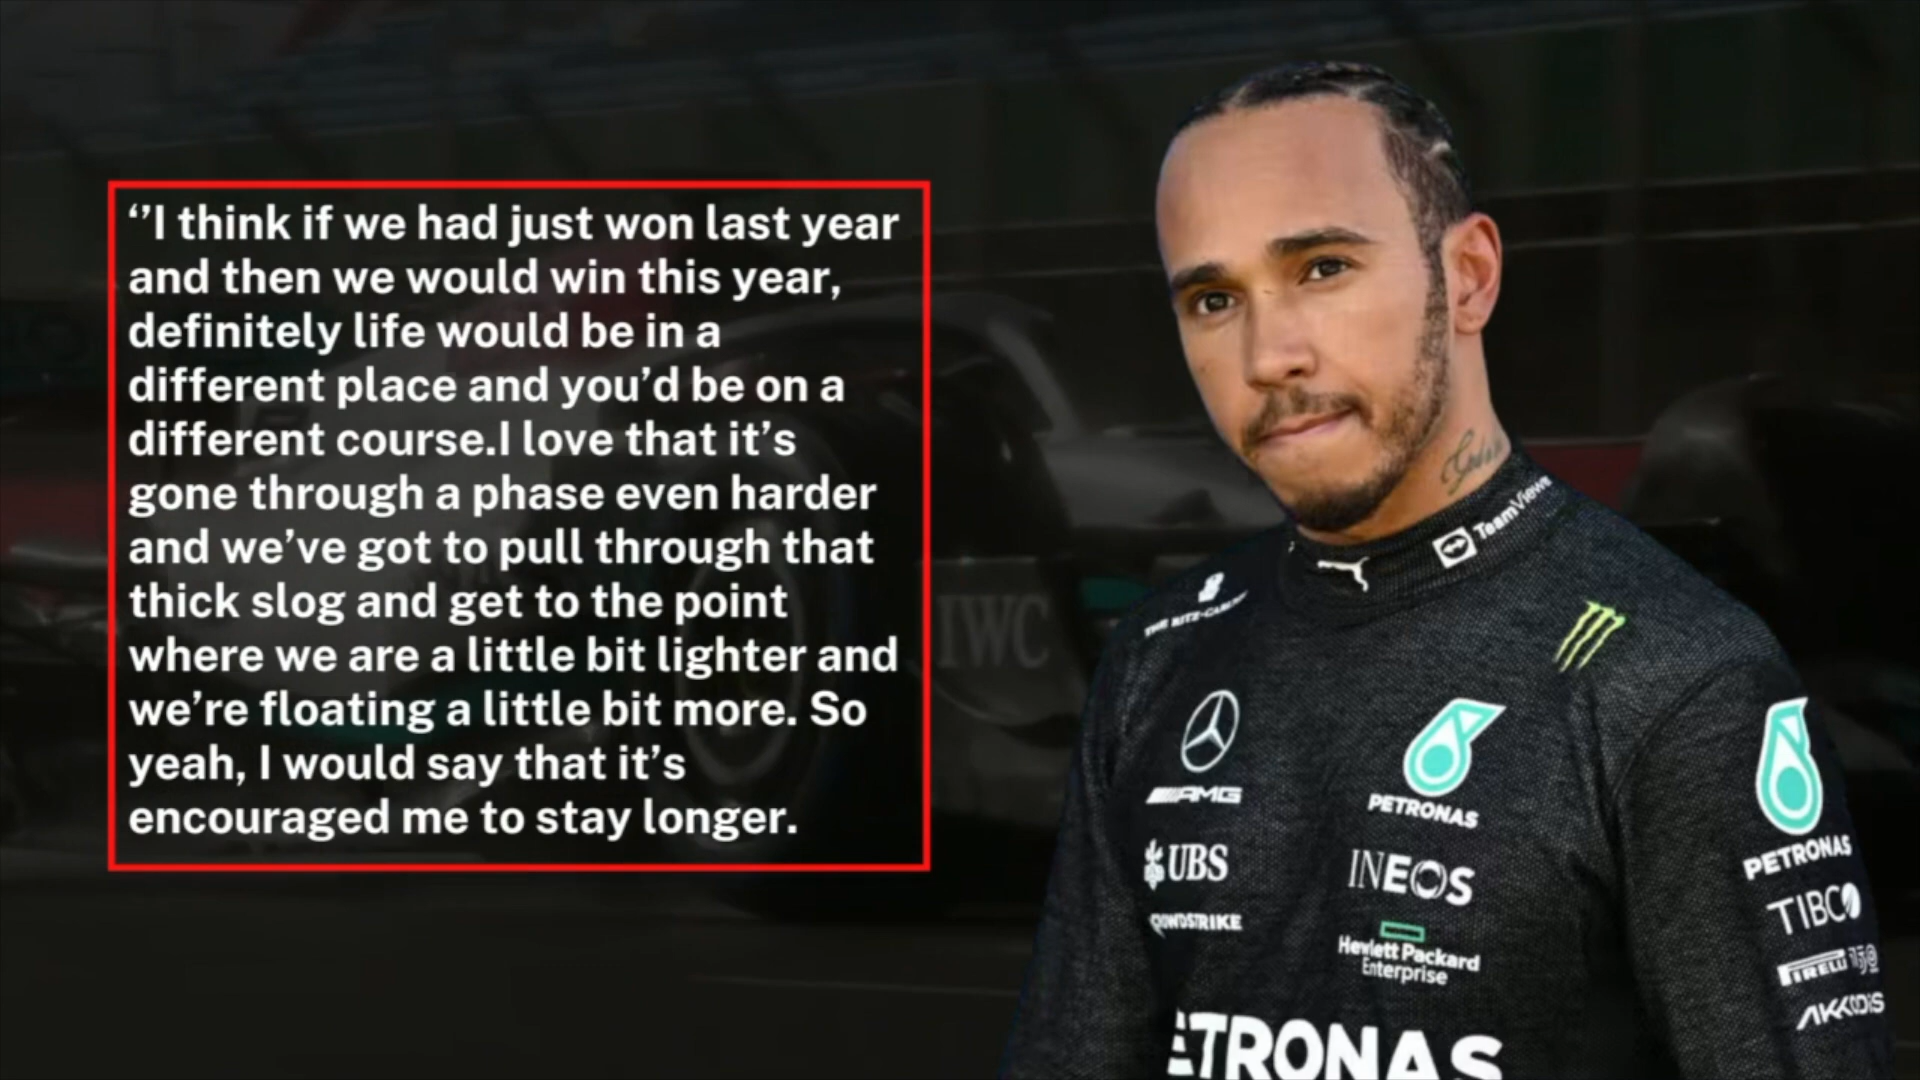 ‘’I think if we had just won last year
and then we would win this year,
definitely life would be in a
different place and you’d be on a
different course.I love that it’s
gone through a phase even harder
and we’ve got to pull through that
thick slog and get to the point
where we are a little bit lighter and
we’re floating a little bit more. So
yeah, I would say that it’s
encouraged me to stay longer.
IWC
TeamViewer
THE RITZ-CARLTON
AMG
PETRONAS
UBS
INEOS
CROWDSTRIKE
Hewlett Packard
Enterprise
PETRONAS
TIBCO
PIRELLI
AKKODIS
ETRONAS